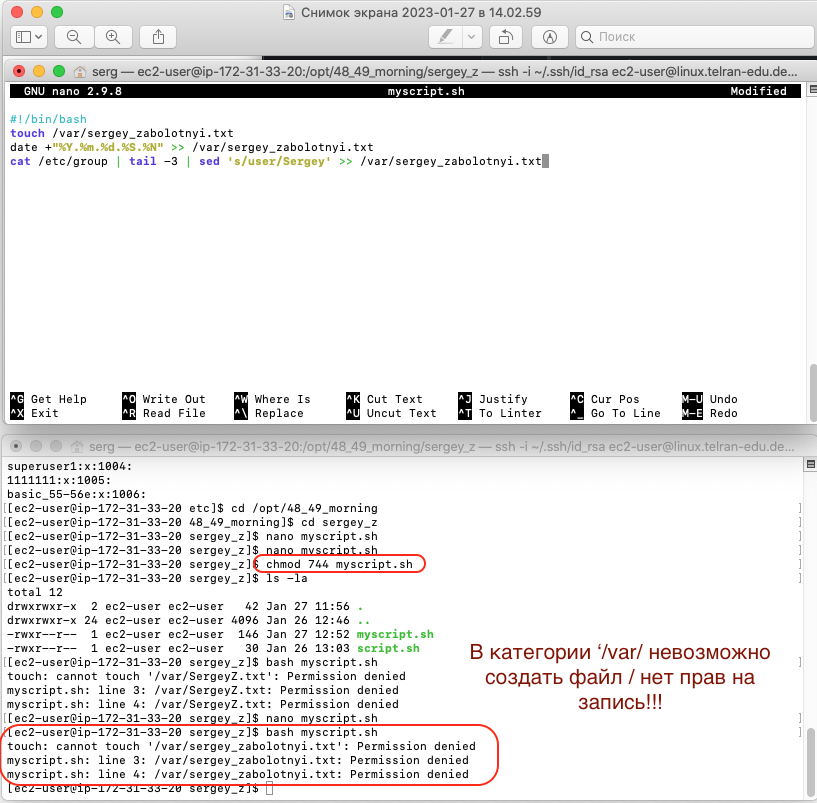 Снимок экрана 2023-01-27 в 14.02.59
Поиск
serg — ec2-user@ip-172-31-33-20:/opt/48_49_morning/sergey_z — ssh -i ~/.ssh/id_rsa ec2-user@linux.telran-edu.de...
GNU nano 2.9.8 myscript.sh Modified
#!/bin/bash
touch /var/sergey_zabolotnyi.txt
date +"%Y.%m.%d.%S.%N" >> /var/sergey_zabolotnyi.txt
cat /etc/group | tail -3 | sed 's/user/Sergey' >> /var/sergey_zabolotnyi.txt
^G Get Help ^O Write Out ^W Where Is ^K Cut Text ^J Justify ^C Cur Pos M-U Undo
^X Exit ^R Read File ^\ Replace ^U Uncut Text ^T To Linter ^_ Go To Line M-E Redo
serg — ec2-user@ip-172-31-33-20:/opt/48_49_morning/sergey_z — ssh -i ~/.ssh/id_rsa ec2-user@linux.telran-edu.de...
superuser1:x:1004:
1111111:x:1005:
basic_55-56e:x:1006:
[[ec2-user@ip-172-31-33-20 etc]$ cd /opt/48_49_morning ]
[[ec2-user@ip-172-31-33-20 48_49_morning]$ cd sergey_z ]
[[ec2-user@ip-172-31-33-20 sergey_z]$ nano myscript.sh ]
[[ec2-user@ip-172-31-33-20 sergey_z]$ nano myscript.sh ]
[[ec2-user@ip-172-31-33-20 sergey_z]$ chmod 744 myscript.sh ]
[[ec2-user@ip-172-31-33-20 sergey_z]$ ls -la ]
total 12
drwxrwxr-x 2 ec2-user ec2-user 42 Jan 27 11:56 .
drwxrwxr-x 24 ec2-user ec2-user 4096 Jan 26 12:46 ..
-rwxr--r-- 1 ec2-user ec2-user 146 Jan 27 12:52 myscript.sh
-rwxr--r-- 1 ec2-user ec2-user 30 Jan 26 13:03 script.sh
[[ec2-user@ip-172-31-33-20 sergey_z]$ bash myscript.sh ]
touch: cannot touch '/var/SergeyZ.txt': Permission denied
myscript.sh: line 3: /var/SergeyZ.txt: Permission denied
myscript.sh: line 4: /var/SergeyZ.txt: Permission denied
[[ec2-user@ip-172-31-33-20 sergey_z]$ nano myscript.sh ]
[[ec2-user@ip-172-31-33-20 sergey_z]$ bash myscript.sh ]
touch: cannot touch '/var/sergey_zabolotnyi.txt': Permission denied
myscript.sh: line 3: /var/sergey_zabolotnyi.txt: Permission denied
myscript.sh: line 4: /var/sergey_zabolotnyi.txt: Permission denied
[ec2-user@ip-172-31-33-20 sergey_z]$
В категории ‘/var/ невозможно
создать файл / нет прав на
запись!!!